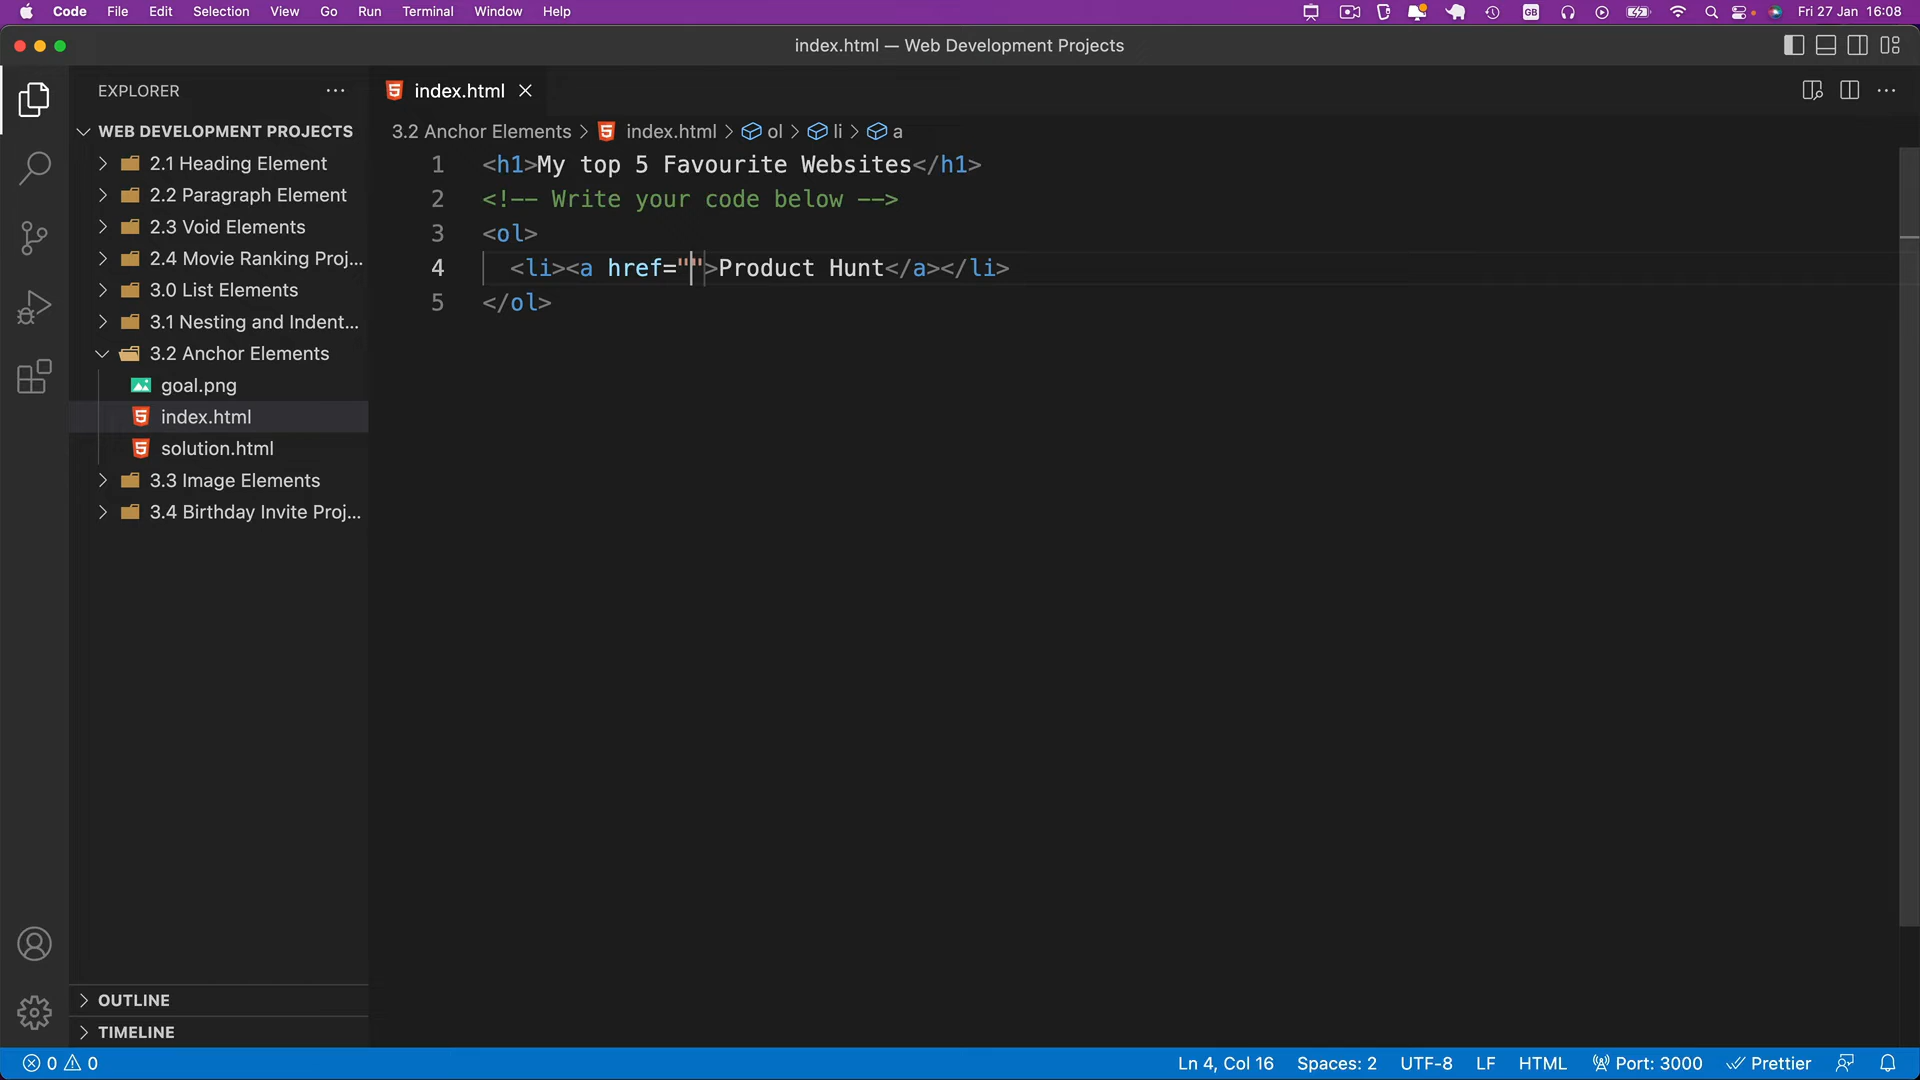 Code File Edit Selection View Go Run Terminal Window Help
GB
Fri 27 Jan 16:08
index.html — Web Development Projects
EXPLORER
index.html
WEB DEVELOPMENT PROJECTS
3.2 Anchor Elements > index.html > ol > li > a
2.1 Heading Element
2.2 Paragraph Element
2.3 Void Elements
2.4 Movie Ranking Proj...
3.0 List Elements
3.1 Nesting and Indent...
3.2 Anchor Elements
goal.png
index.html
solution.html
3.3 Image Elements
3.4 Birthday Invite Proj...
1 <h1>My top 5 Favourite Websites</h1>
2 <!-- Write your code below -->
3 <ol>
4 <li><a href="">Product Hunt</a></li>
5 </ol>
OUTLINE
TIMELINE
0 0
Ln 4, Col 16 Spaces: 2 UTF-8 LF HTML Port: 3000 Prettier